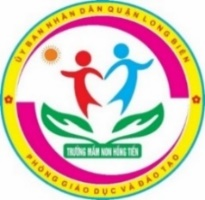 ỦY BAN NHÂN DÂN QUẬN LONG BIÊN
TRƯỜNG MẦM NON HỒNG TIẾN
PHÒNG GIÁO DỤC VÀ ĐÀO TẠO